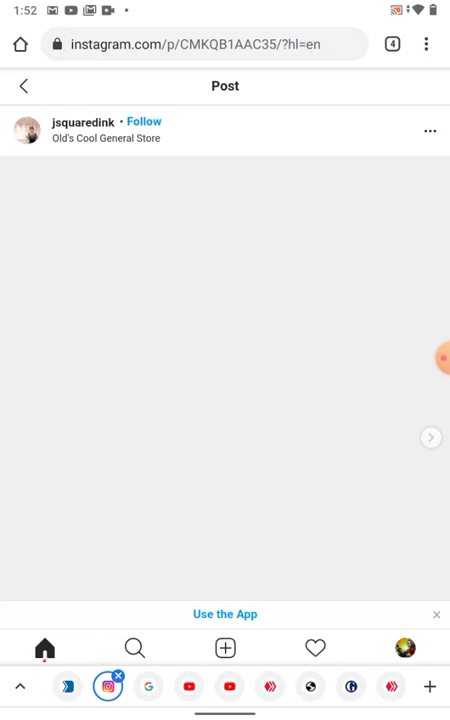 1:52
instagram.com/p/CMKQB1AAC35/?hl=en
4
Post
jsquaredink • Follow
Old's Cool General Store
Use the App